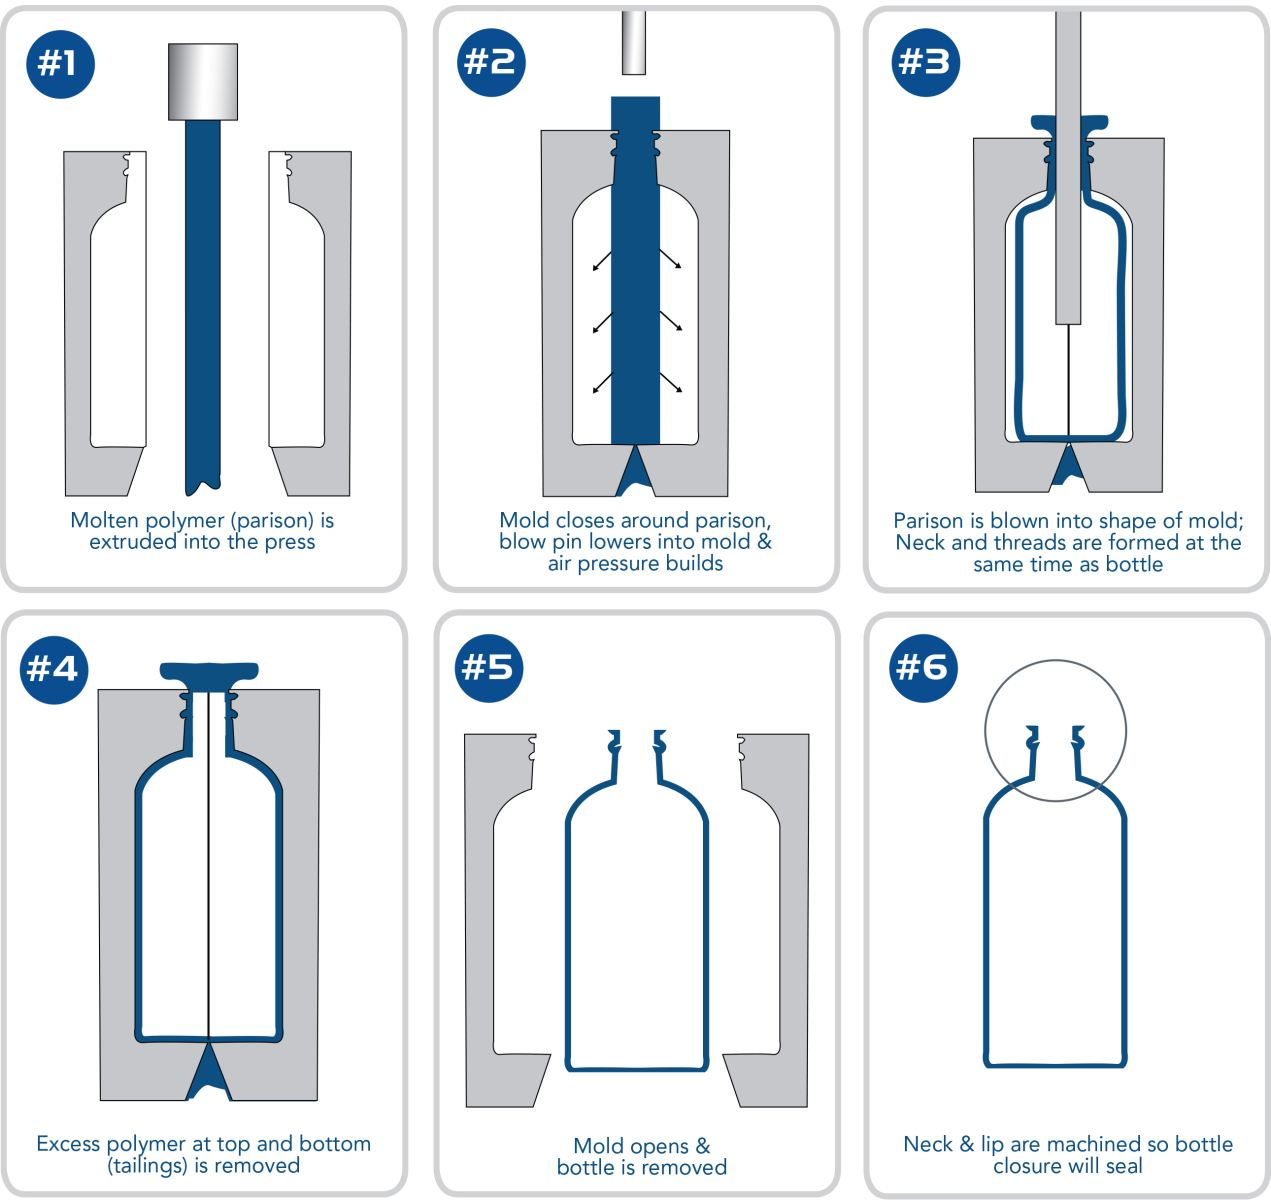 #1
Molten polymer (parison) is
extruded into the press
#2
Mold closes around parison,
blow pin lowers into mold &
air pressure builds
#3
Parison is blown into shape of mold;
Neck and threads are formed at the
same time as bottle
#4
Excess polymer at top and bottom
(tailings) is removed
#5
Mold opens &
bottle is removed
#6
Neck & lip are machined so bottle
closure will seal